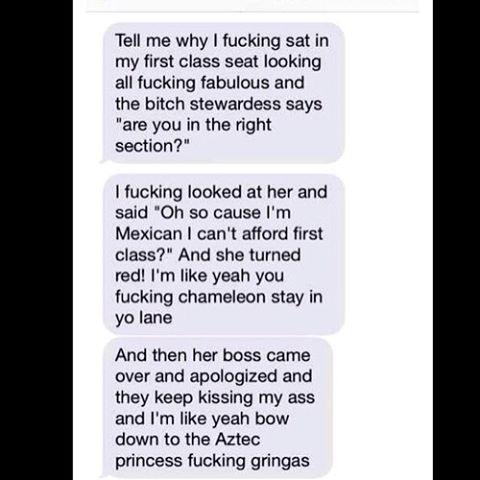 Tell me why I fucking sat in
my first class seat looking
all fucking fabulous and
the bitch stewardess says
"are you in the right
section?"
I fucking looked at her and
said "Oh so cause I'm
Mexican I can't afford first
class?" And she turned
red! I'm like yeah you
fucking chameleon stay in
yo lane
And then her boss came
over and apologized and
they keep kissing my ass
and I'm like yeah bow
down to the Aztec
princess fucking gringas